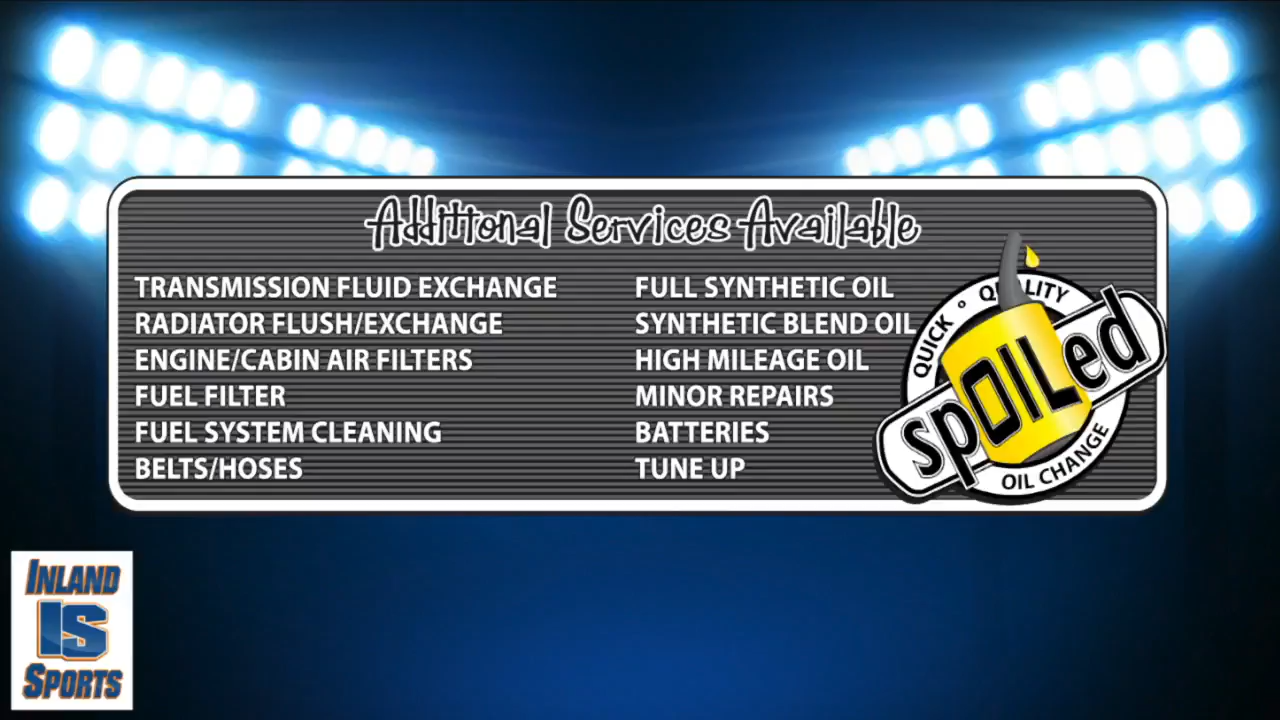 Additional Services Available
TRANSMISSION FLUID EXCHANGE
RADIATOR FLUSH/EXCHANGE
ENGINE/CABIN AIR FILTERS
FUEL FILTER
FUEL SYSTEM CLEANING
BELTS/HOSES
FULL SYNTHETIC OIL
SYNTHETIC BLEND OIL
HIGH MILEAGE OIL
MINOR REPAIRS
BATTERIES
TUNE UP
QUICK ° QUALITY
spOILed
OIL CHANGE
INLAND
IS
SPORTS